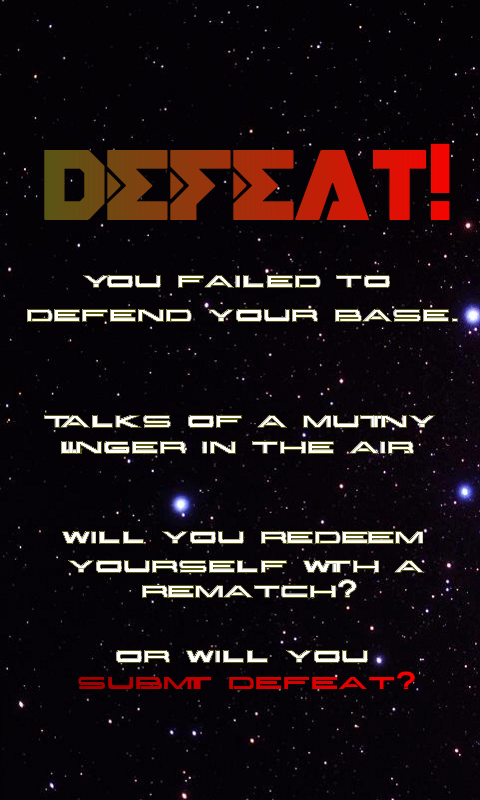 DEFEAT!
YOU FAILED TO
DEFEND YOUR BASE.
TALKS OF A MUTINY
LINGER IN THE AIR
WILL YOU REDEEM
YOURSELF WITH A
REMATCH?
OR WILL YOU
SUBMIT DEFEAT?